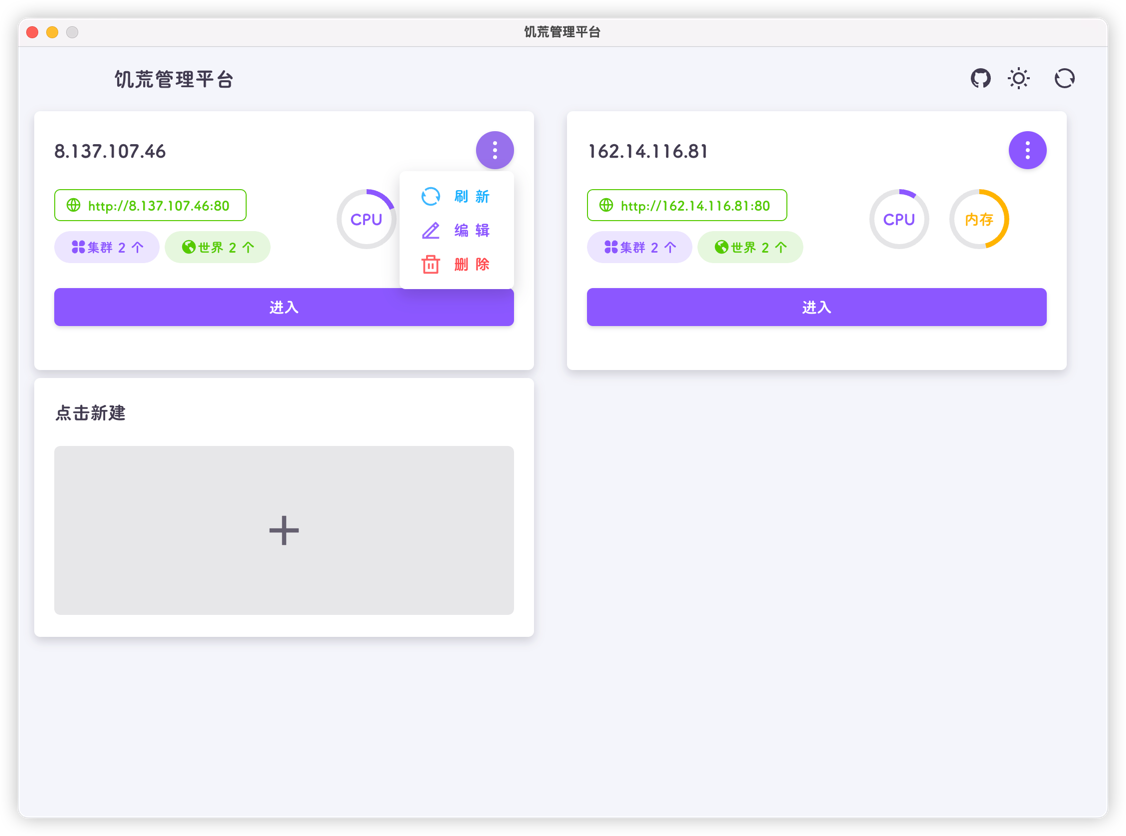 饥荒管理平台
饥荒管理平台
8.137.107.46
http://8.137.107.46:80
集群 2 个
世界 2 个
CPU
刷 新
编 辑
删 除
进入
162.14.116.81
http://162.14.116.81:80
集群 2 个
世界 2 个
CPU
内存
进入
点击新建